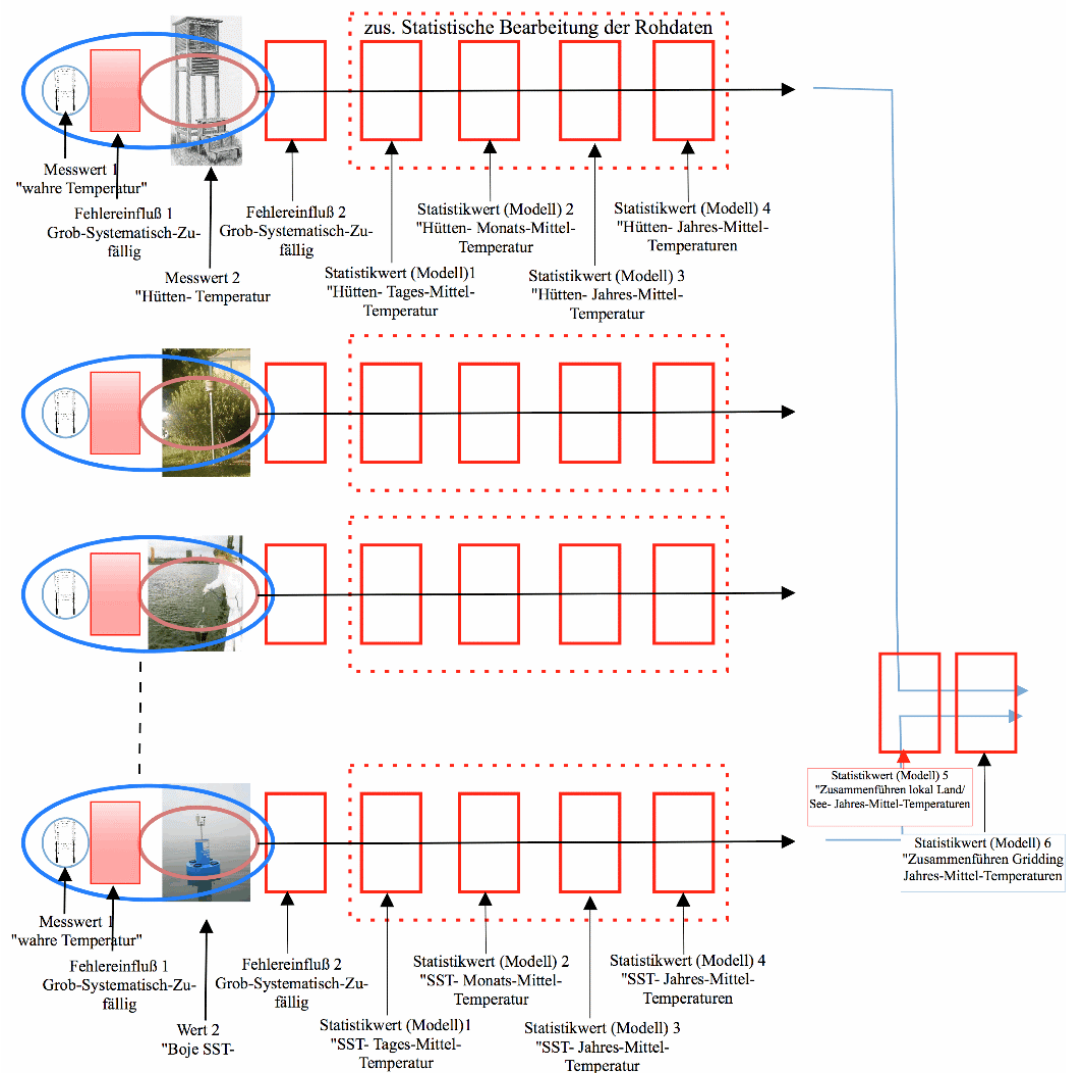 zus. Statistische Bearbeitung der Rohdaten
Messwert 1
"wahre Temperatur"
Fehlereinfluß 1
Grob-Systematisch-Zu-
fällig
Messwert 2
"Hütten- Temperatur
Fehlereinfluß 2
Grob-Systematisch-Zu-
fällig
Statistikwert (Modell)1
"Hütten- Tages-Mittel-
Temperatur
Statistikwert (Modell) 2
"Hütten- Monats-Mittel-
Temperatur
Statistikwert (Modell) 3
"Hütten- Jahres-Mittel-
Temperatur
Statistikwert (Modell) 4
"Hütten- Jahres-Mittel-
Temperaturen
Statistikwert (Modell) 5
"Zusammenführen lokal Land/
See- Jahres-Mittel-Temperaturen
Statistikwert (Modell) 6
"Zusammenführen Gridding
Jahres-Mittel-Temperaturen
Messwert 1
"wahre Temperatur"
Fehlereinfluß 1
Grob-Systematisch-Zu-
fällig
Wert 2
"Boje SST-
Fehlereinfluß 2
Grob-Systematisch-Zu-
fällig
Statistikwert (Modell)1
"SST- Tages-Mittel-
Temperatur
Statistikwert (Modell) 2
"SST- Monats-Mittel-
Temperatur
Statistikwert (Modell) 3
"SST- Jahres-Mittel-
Temperatur
Statistikwert (Modell) 4
"SST- Jahres-Mittel-
Temperaturen